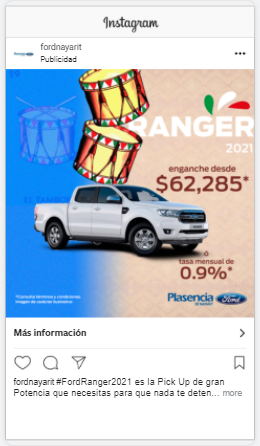 Instagram
fordnayarit
Publicidad
RANGER
2021
enganche desde
$62,285*
EL TAMBOR
ó
tasa mensual de
0.9%*
*Consulta términos y condiciones.
Imagen de carácter ilustrativo
Plasencia Ford
Más información
fordnayarit #FordRanger2021 es la Pick Up de gran
Potencia que necesitas para que nada te deten... more